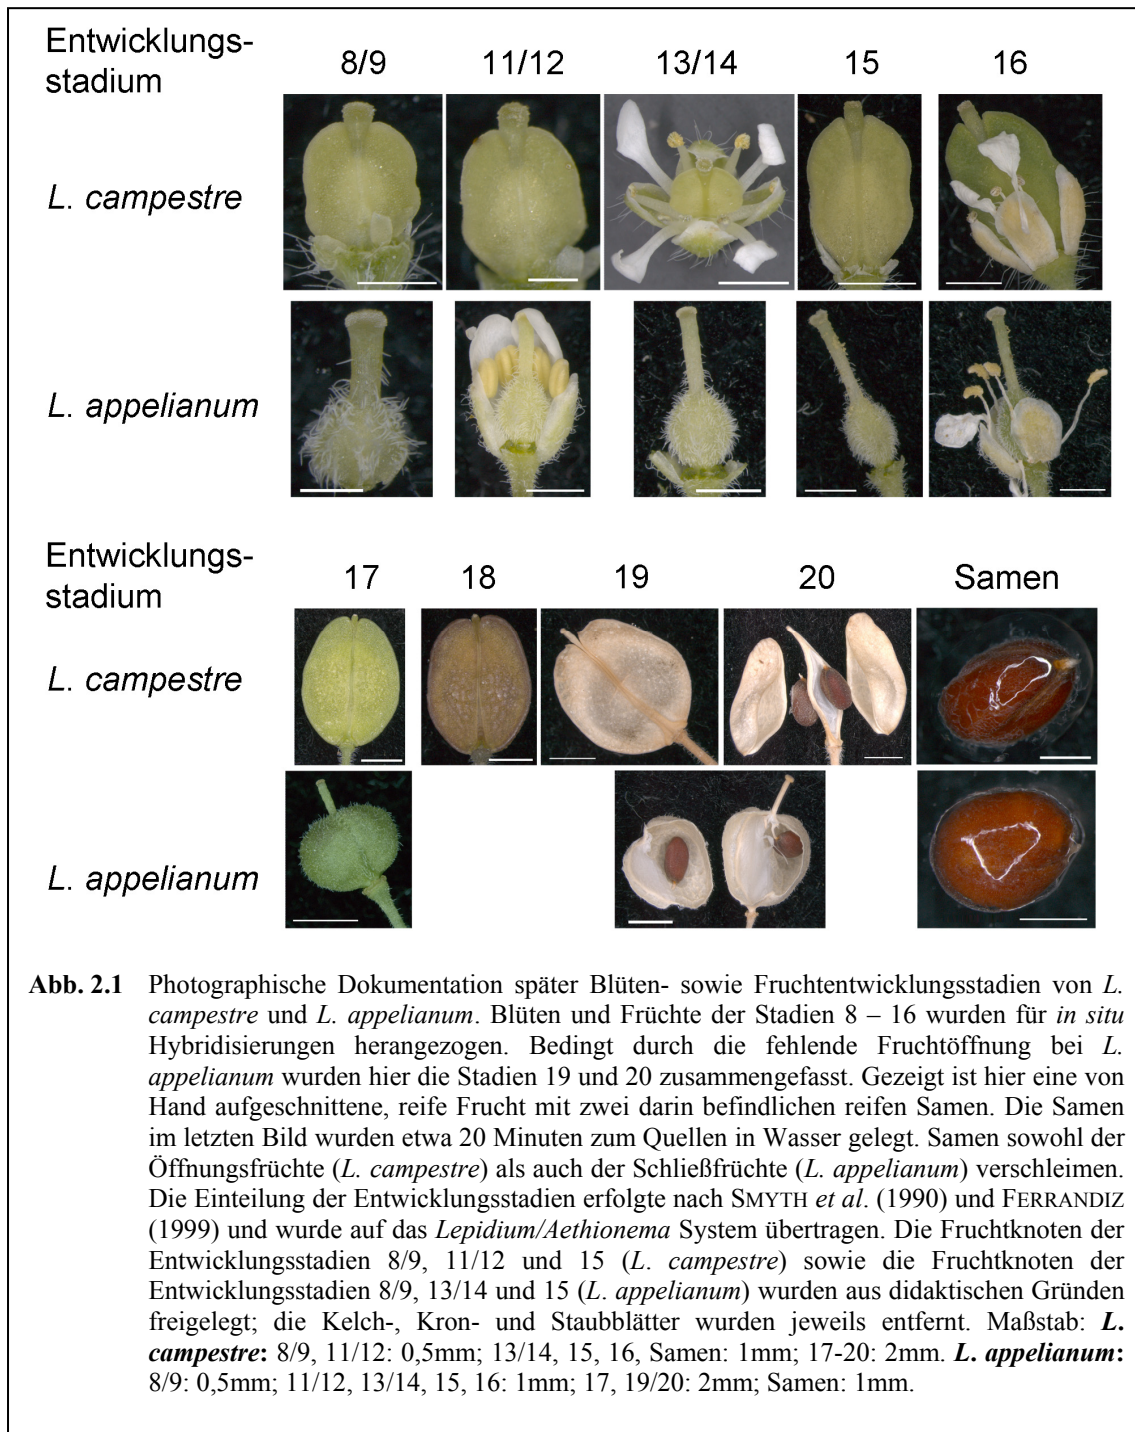 Entwicklungs-
stadium
8/9 11/12 13/14 15 16
L. campestre
L. appelianum
Entwicklungs-
stadium
17 18 19 20 Samen
L. campestre
L. appelianum
Abb. 2.1 Photographische Dokumentation später Blüten- sowie Fruchtentwicklungsstadien von L.
campestre und L. appelianum. Blüten und Früchte der Stadien 8 – 16 wurden für in situ
Hybridisierungen herangezogen. Bedingt durch die fehlende Fruchtöffnung bei L.
appelianum wurden hier die Stadien 19 und 20 zusammengefasst. Gezeigt ist hier eine von
Hand aufgeschnittene, reife Frucht mit zwei darin befindlichen reifen Samen. Die Samen
im letzten Bild wurden etwa 20 Minuten zum Quellen in Wasser gelegt. Samen sowohl der
Öffnungsfrüchte (L. campestre) als auch der Schließfrüchte (L. appelianum) verschleimen.
Die Einteilung der Entwicklungsstadien erfolgte nach SMYTH et al. (1990) und FERRANDIZ
(1999) und wurde auf das Lepidium/Aethionema System übertragen. Die Fruchtknoten der
Entwicklungsstadien 8/9, 11/12 und 15 (L. campestre) sowie die Fruchtknoten der
Entwicklungsstadien 8/9, 13/14 und 15 (L. appelianum) wurden aus didaktischen Gründen
freigelegt; die Kelch-, Kron- und Staubblätter wurden jeweils entfernt. Maßstab: L.
campestre: 8/9, 11/12: 0,5mm; 13/14, 15, 16, Samen: 1mm; 17-20: 2mm. L. appelianum:
8/9: 0,5mm; 11/12, 13/14, 15, 16: 1mm; 17, 19/20: 2mm; Samen: 1mm.